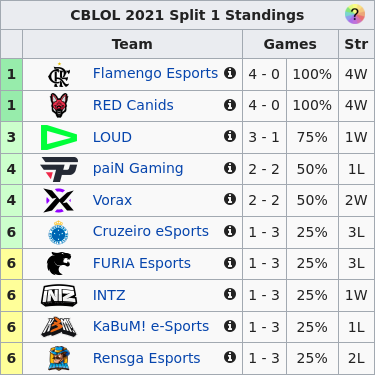 CBLOL 2021 Split 1 Standings ?
Team Games Str
1 Flamengo Esports i 4 - 0 100% 4W
1 RED Canids i 4 - 0 100% 4W
3 LOUD i 3 - 1 75% 1W
4 paiN Gaming i 2 - 2 50% 1L
4 Vorax i 2 - 2 50% 2W
6 Cruzeiro eSports i 1 - 3 25% 3L
6 FURIA Esports i 1 - 3 25% 3L
6 INTZ INTZ i 1 - 3 25% 1W
6 KaBuM! e-Sports i 1 - 3 25% 1L
6 Rensga Esports i 1 - 3 25% 2L